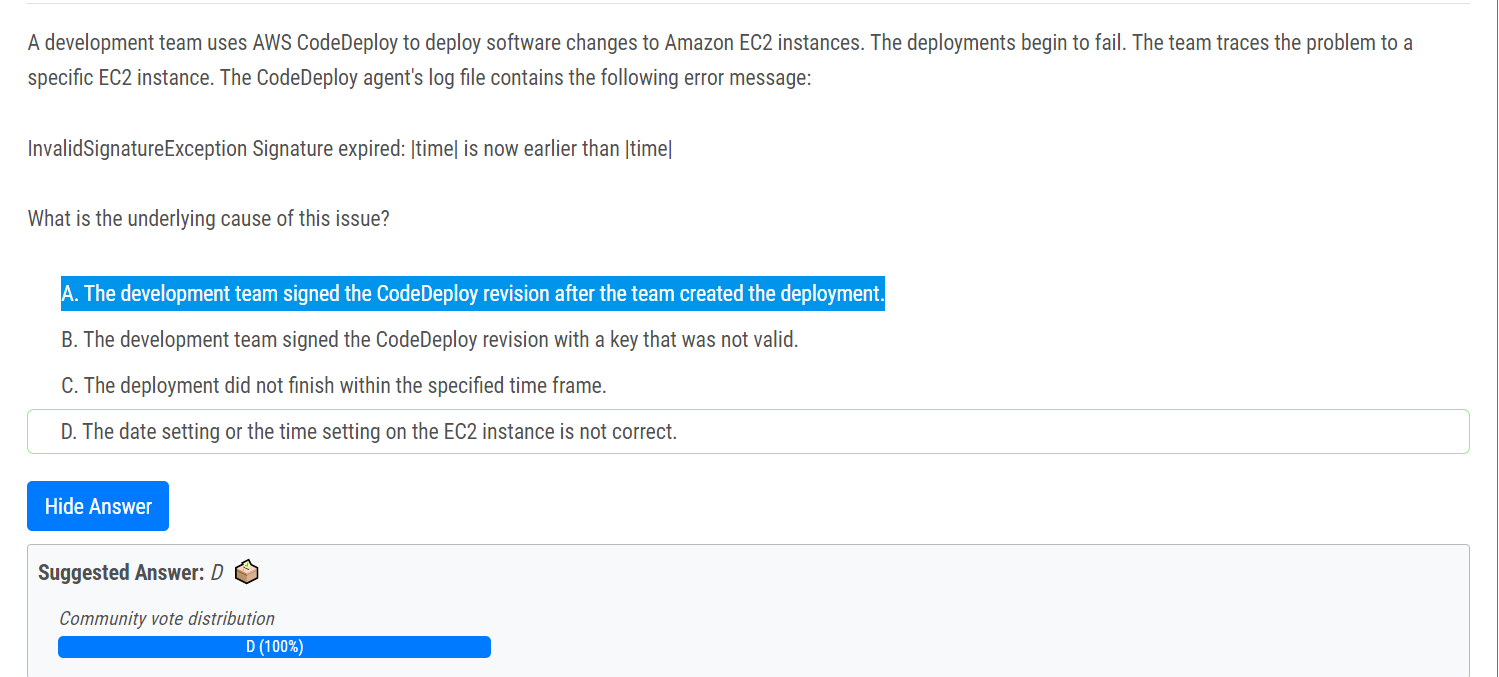 A development team uses AWS CodeDeploy to deploy software changes to Amazon EC2 instances. The deployments begin to fail. The team traces the problem to a
specific EC2 instance. The CodeDeploy agent's log file contains the following error message:
InvalidSignatureException Signature expired: |time| is now earlier than |time|
What is the underlying cause of this issue?
A. The development team signed the CodeDeploy revision after the team created the deployment.
B. The development team signed the CodeDeploy revision with a key that was not valid.
C. The deployment did not finish within the specified time frame.
D. The date setting or the time setting on the EC2 instance is not correct.
Hide Answer
Suggested Answer: D
Community vote distribution
D (100%)